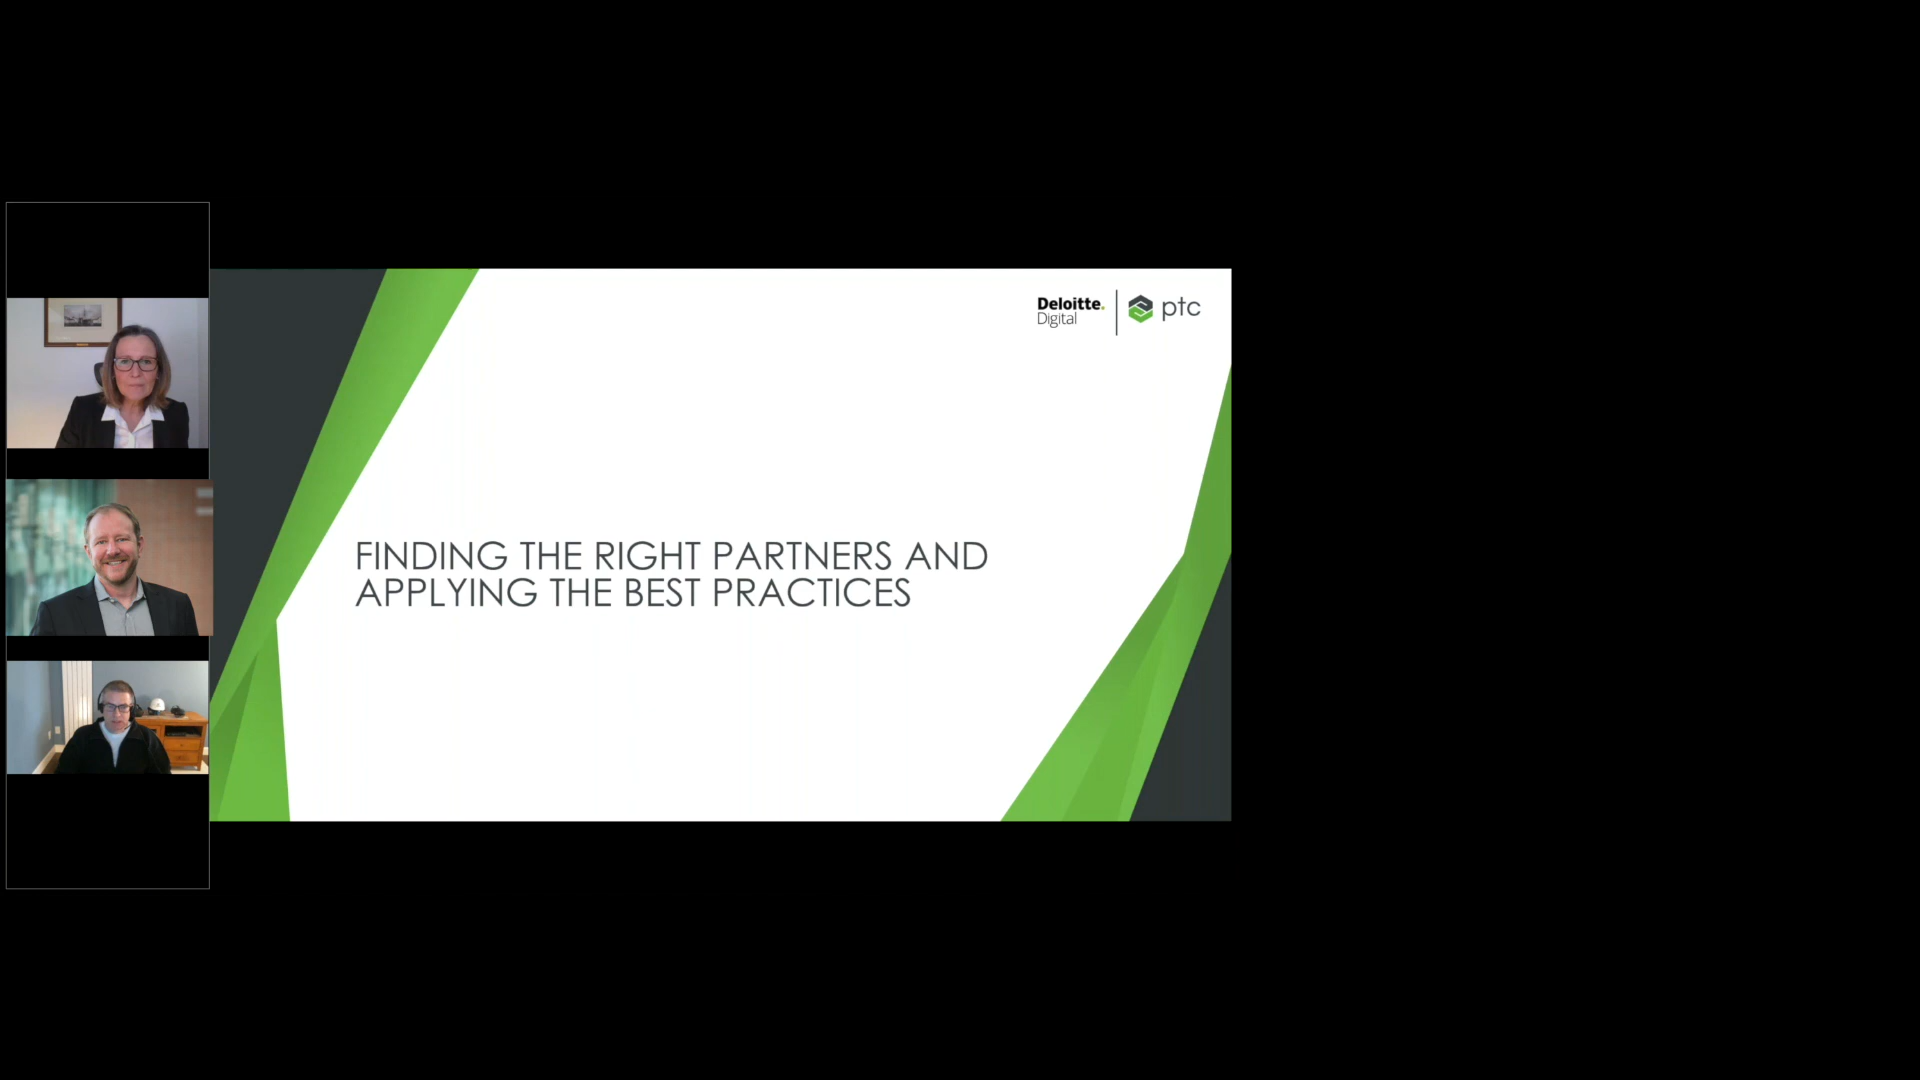 Deloitte.
Digital
ptc
FINDING THE RIGHT PARTNERS AND
APPLYING THE BEST PRACTICES